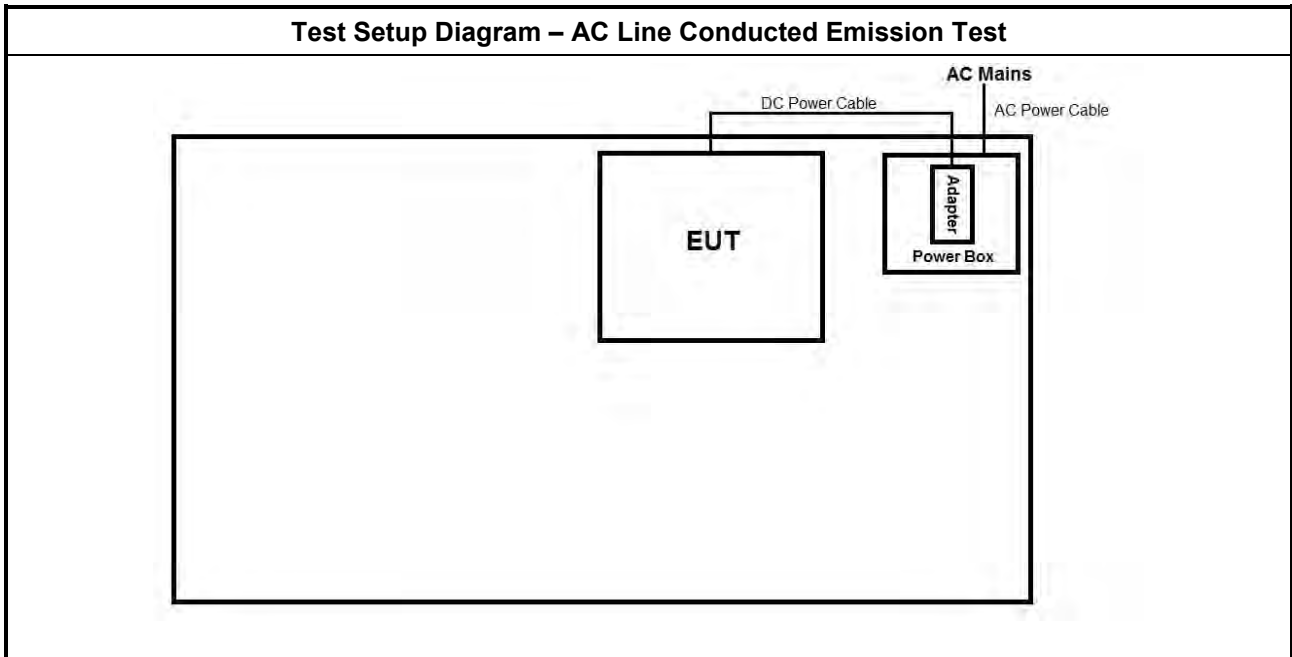 Test Setup Diagram – AC Line Conducted Emission Test
AC Mains
DC Power Cable
AC Power Cable
Adapter
EUT
Power Box